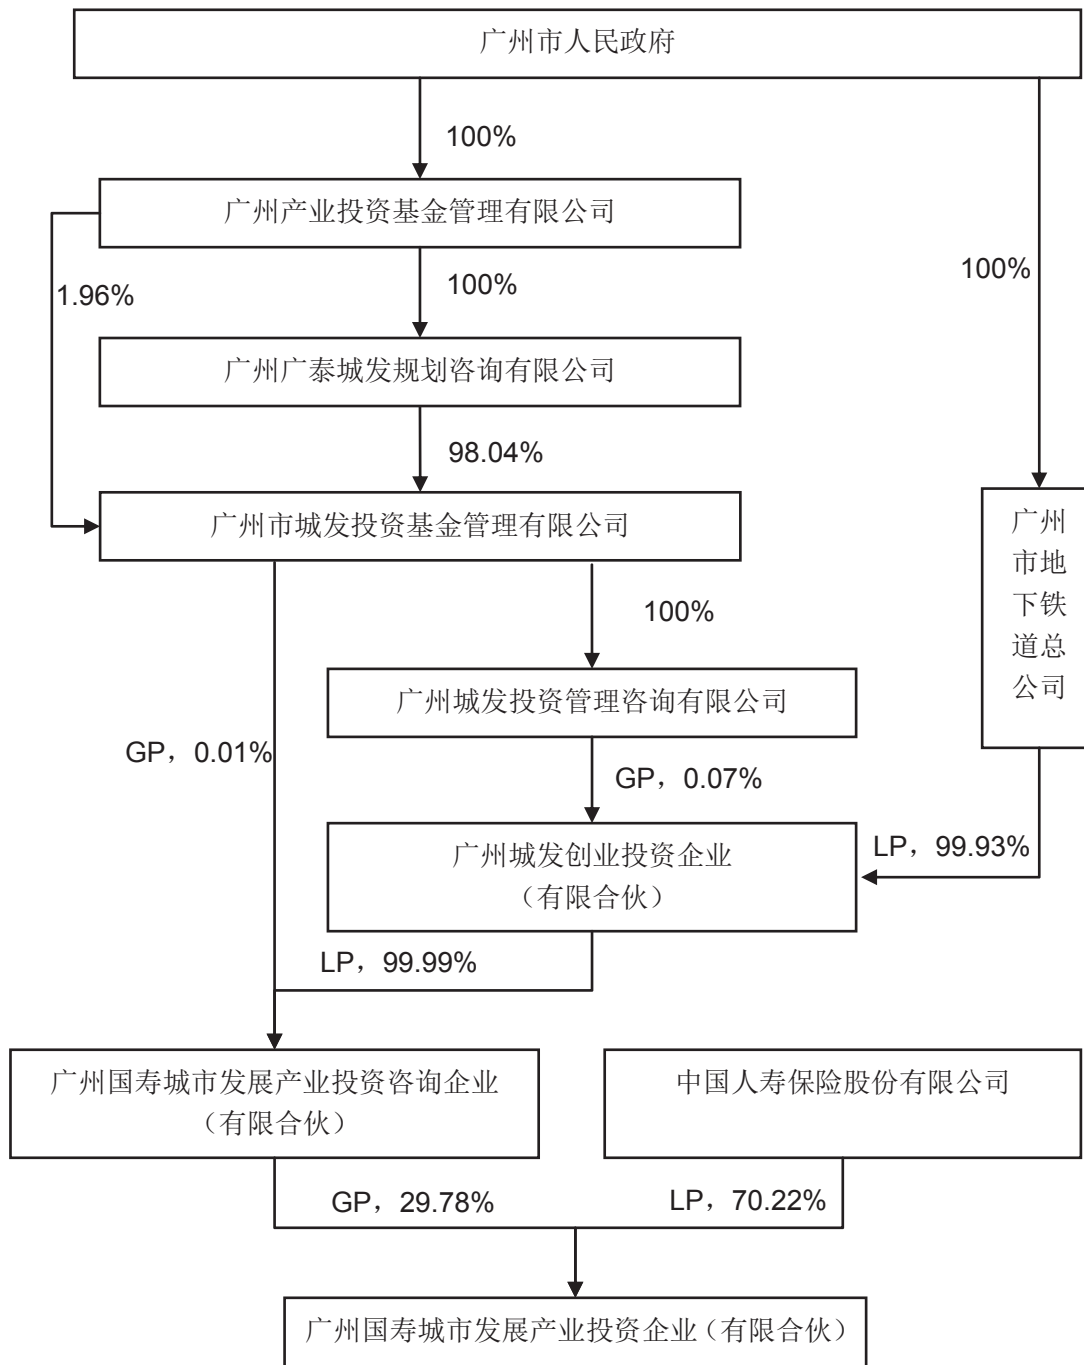 广州市人民政府
100%
广州产业投资基金管理有限公司
100%
100%
1.96%
广州广泰城发规划咨询有限公司
98.04%
广州市城发投资基金管理有限公司
广州
市地
下铁
道总
公司
100%
广州城发投资管理咨询有限公司
GP，0.01%
GP，0.07%
广州城发创业投资企业
（有限合伙）
LP，99.93%
LP，99.99%
广州国寿城市发展产业投资咨询企业
（有限合伙）
中国人寿保险股份有限公司
GP，29.78%
LP，70.22%
广州国寿城市发展产业投资企业（有限合伙）